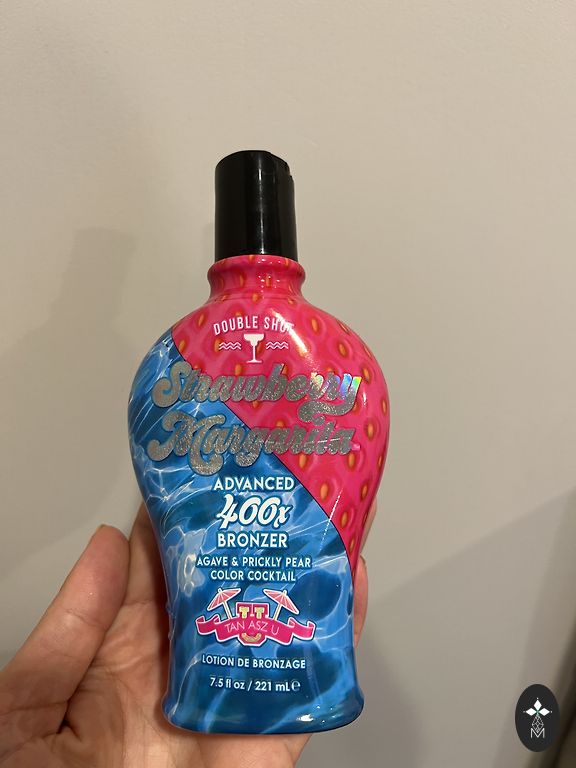 DOUBLE SHOT
Strawberry
Margarita
ADVANCED
400x
BRONZER
AGAVE & PRICKLY PEAR
COLOR COCKTAIL
U
TAN ASZ U
LOTION DE BRONZAGE
7.5 fl oz / 221 mL ℮
M